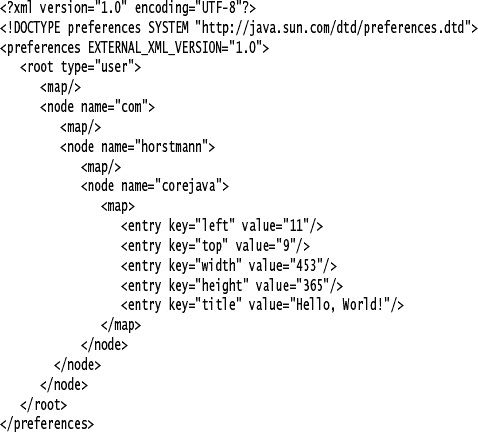 <?xml version="1.0" encoding="UTF-8"?>
<!DOCTYPE preferences SYSTEM "http://java.sun.com/dtd/preferences.dtd">
<preferences EXTERNAL_XML_VERSION="1.0">
<root type="user">
<map/>
<node name="com">
<map/>
<node name="horstmann">
<map/>
<node name="corejava">
<map>
<entry key="left" value="11"/>
<entry key="top" value="9"/>
<entry key="width" value="453"/>
<entry key="height" value="365"/>
<entry key="title" value="Hello, World!"/>
</map>
</node>
</node>
</node>
</root>
</preferences>